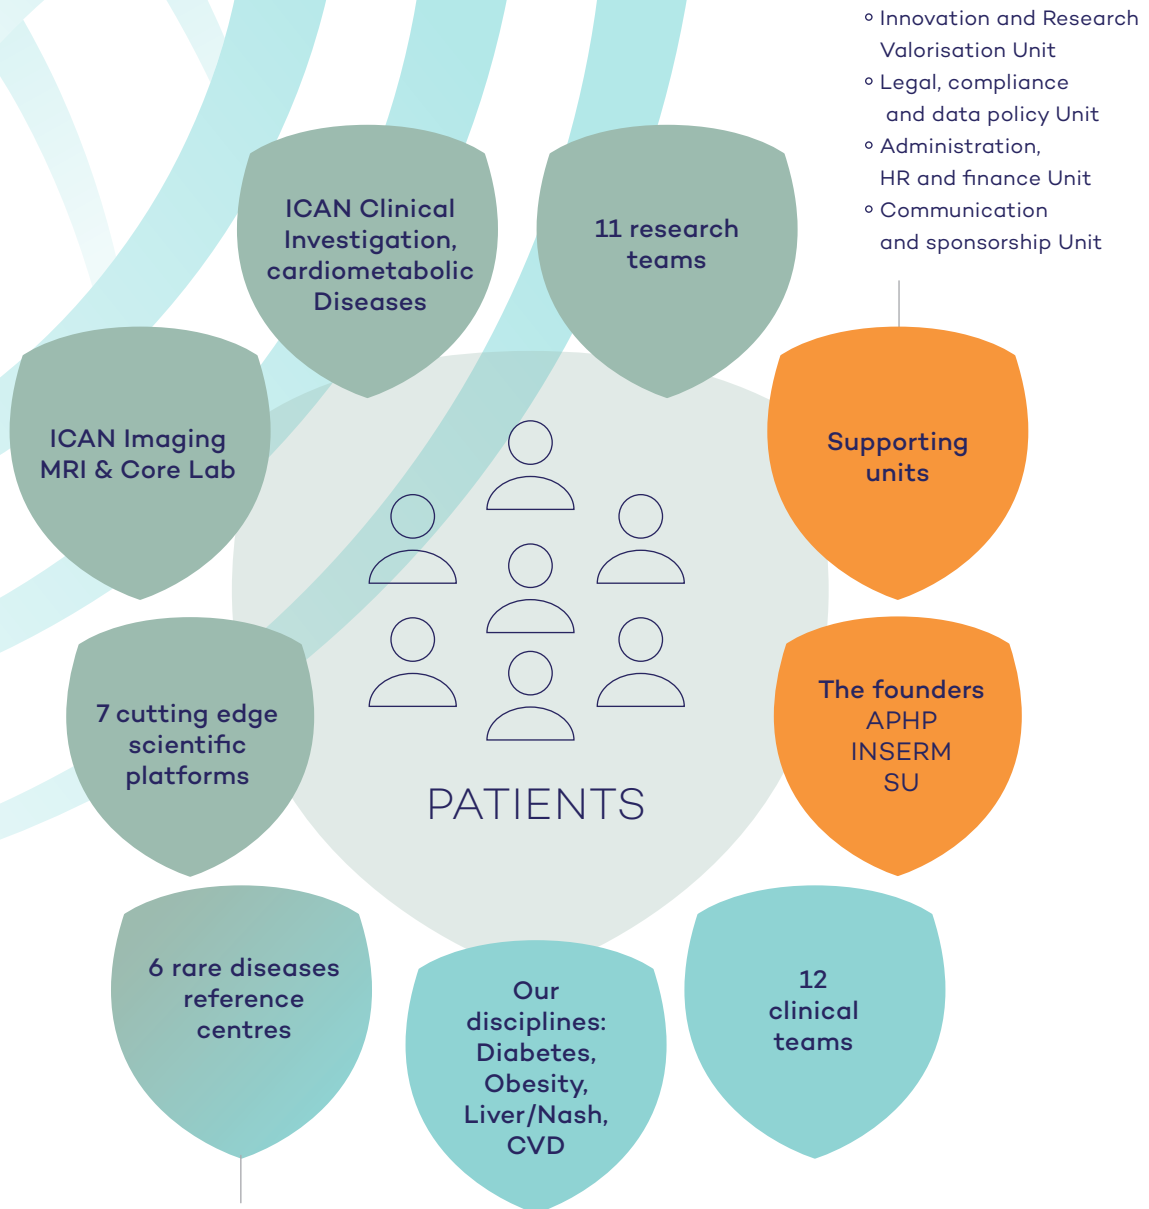 Innovation and Research
Valorisation Unit
Legal, compliance
and data policy Unit
Administration,
HR and finance Unit
Communication
and sponsorship Unit
ICAN Clinical
Investigation,
cardiometabolic
Diseases
11 research
teams
ICAN Imaging
MRI & Core Lab
Supporting
units
7 cutting edge
scientific
platforms
The founders
APHP
INSERM
SU
PATIENTS
6 rare diseases
reference
centres
Our
disciplines:
Diabetes,
Obesity,
Liver/Nash,
CVD
12
clinical
teams